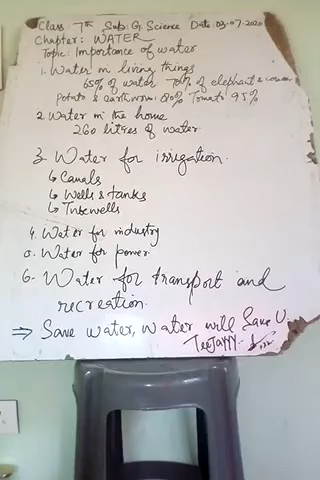 Class 7th Sub: G. Science Date: 03-07-2020
Chapter: WATER
Topic: Importance of water
1. Water in living things
65% of water 70% of elephant & cow
Potato & earthworm 80% Tomato 95%
2 Water in the house
260 litres of water
3. Water for irrigation.
↳ Canals
↳ Wells & tanks
↳ Tubewells
4. Water for industry
5. Water for power
6. Water for transport and
recreation.
⇒ Save water, water will save U.